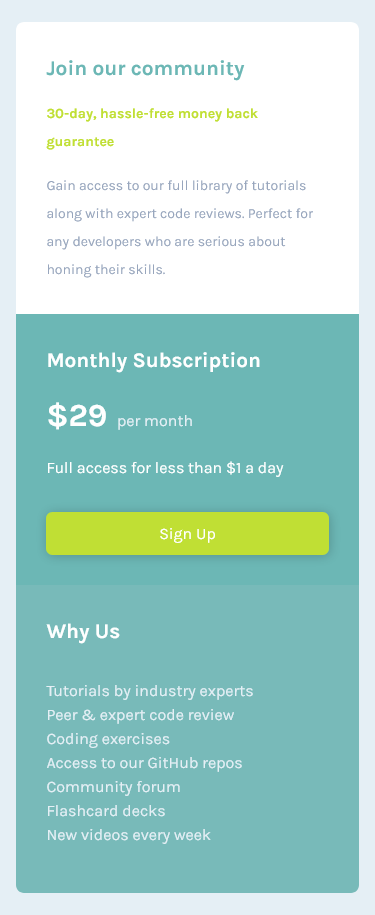 Join our community
30-day, hassle-free money back
guarantee
Gain access to our full library of tutorials
along with expert code reviews. Perfect for
any developers who are serious about
honing their skills.
Monthly Subscription
$29 per month
Full access for less than $1 a day
Sign Up
Why Us
Tutorials by industry experts
Peer & expert code review
Coding exercises
Access to our GitHub repos
Community forum
Flashcard decks
New videos every week